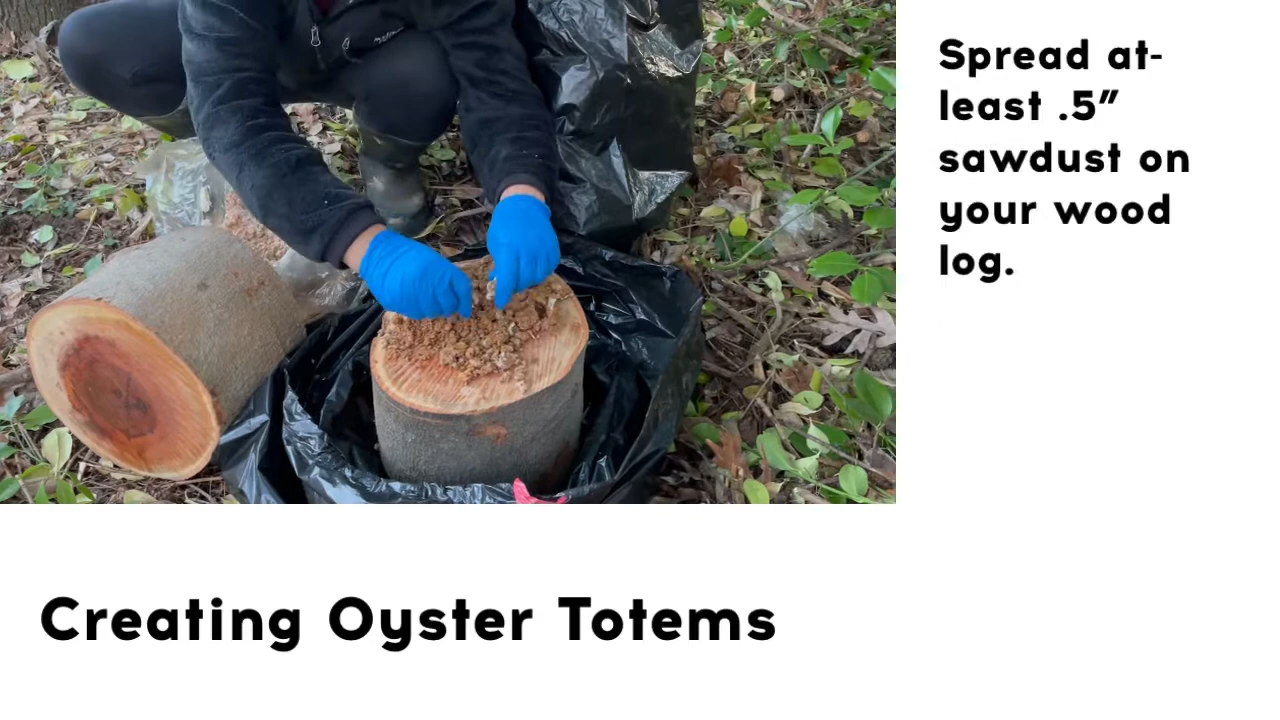 Spread at-
least .5”
sawdust on
your wood
log.
Creating Oyster Totems